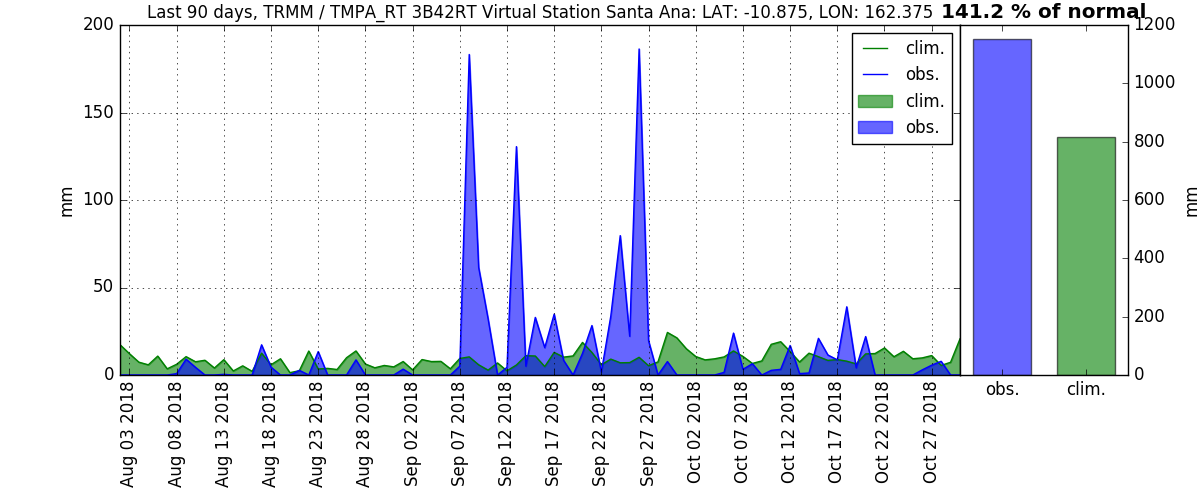 Last 90 days, TRMM / TMPA_RT 3B42RT Virtual Station Santa Ana: LAT: -10.875, LON: 162.375 141.2 % of normal
200
150
100
50
0
mm
clim.
obs.
clim.
obs.
1200
1000
800
600
400
200
0
mm
Aug 03 2018
Aug 08 2018
Aug 13 2018
Aug 18 2018
Aug 23 2018
Aug 28 2018
Sep 02 2018
Sep 07 2018
Sep 12 2018
Sep 17 2018
Sep 22 2018
Sep 27 2018
Oct 02 2018
Oct 07 2018
Oct 12 2018
Oct 17 2018
Oct 22 2018
Oct 27 2018
obs.
clim.